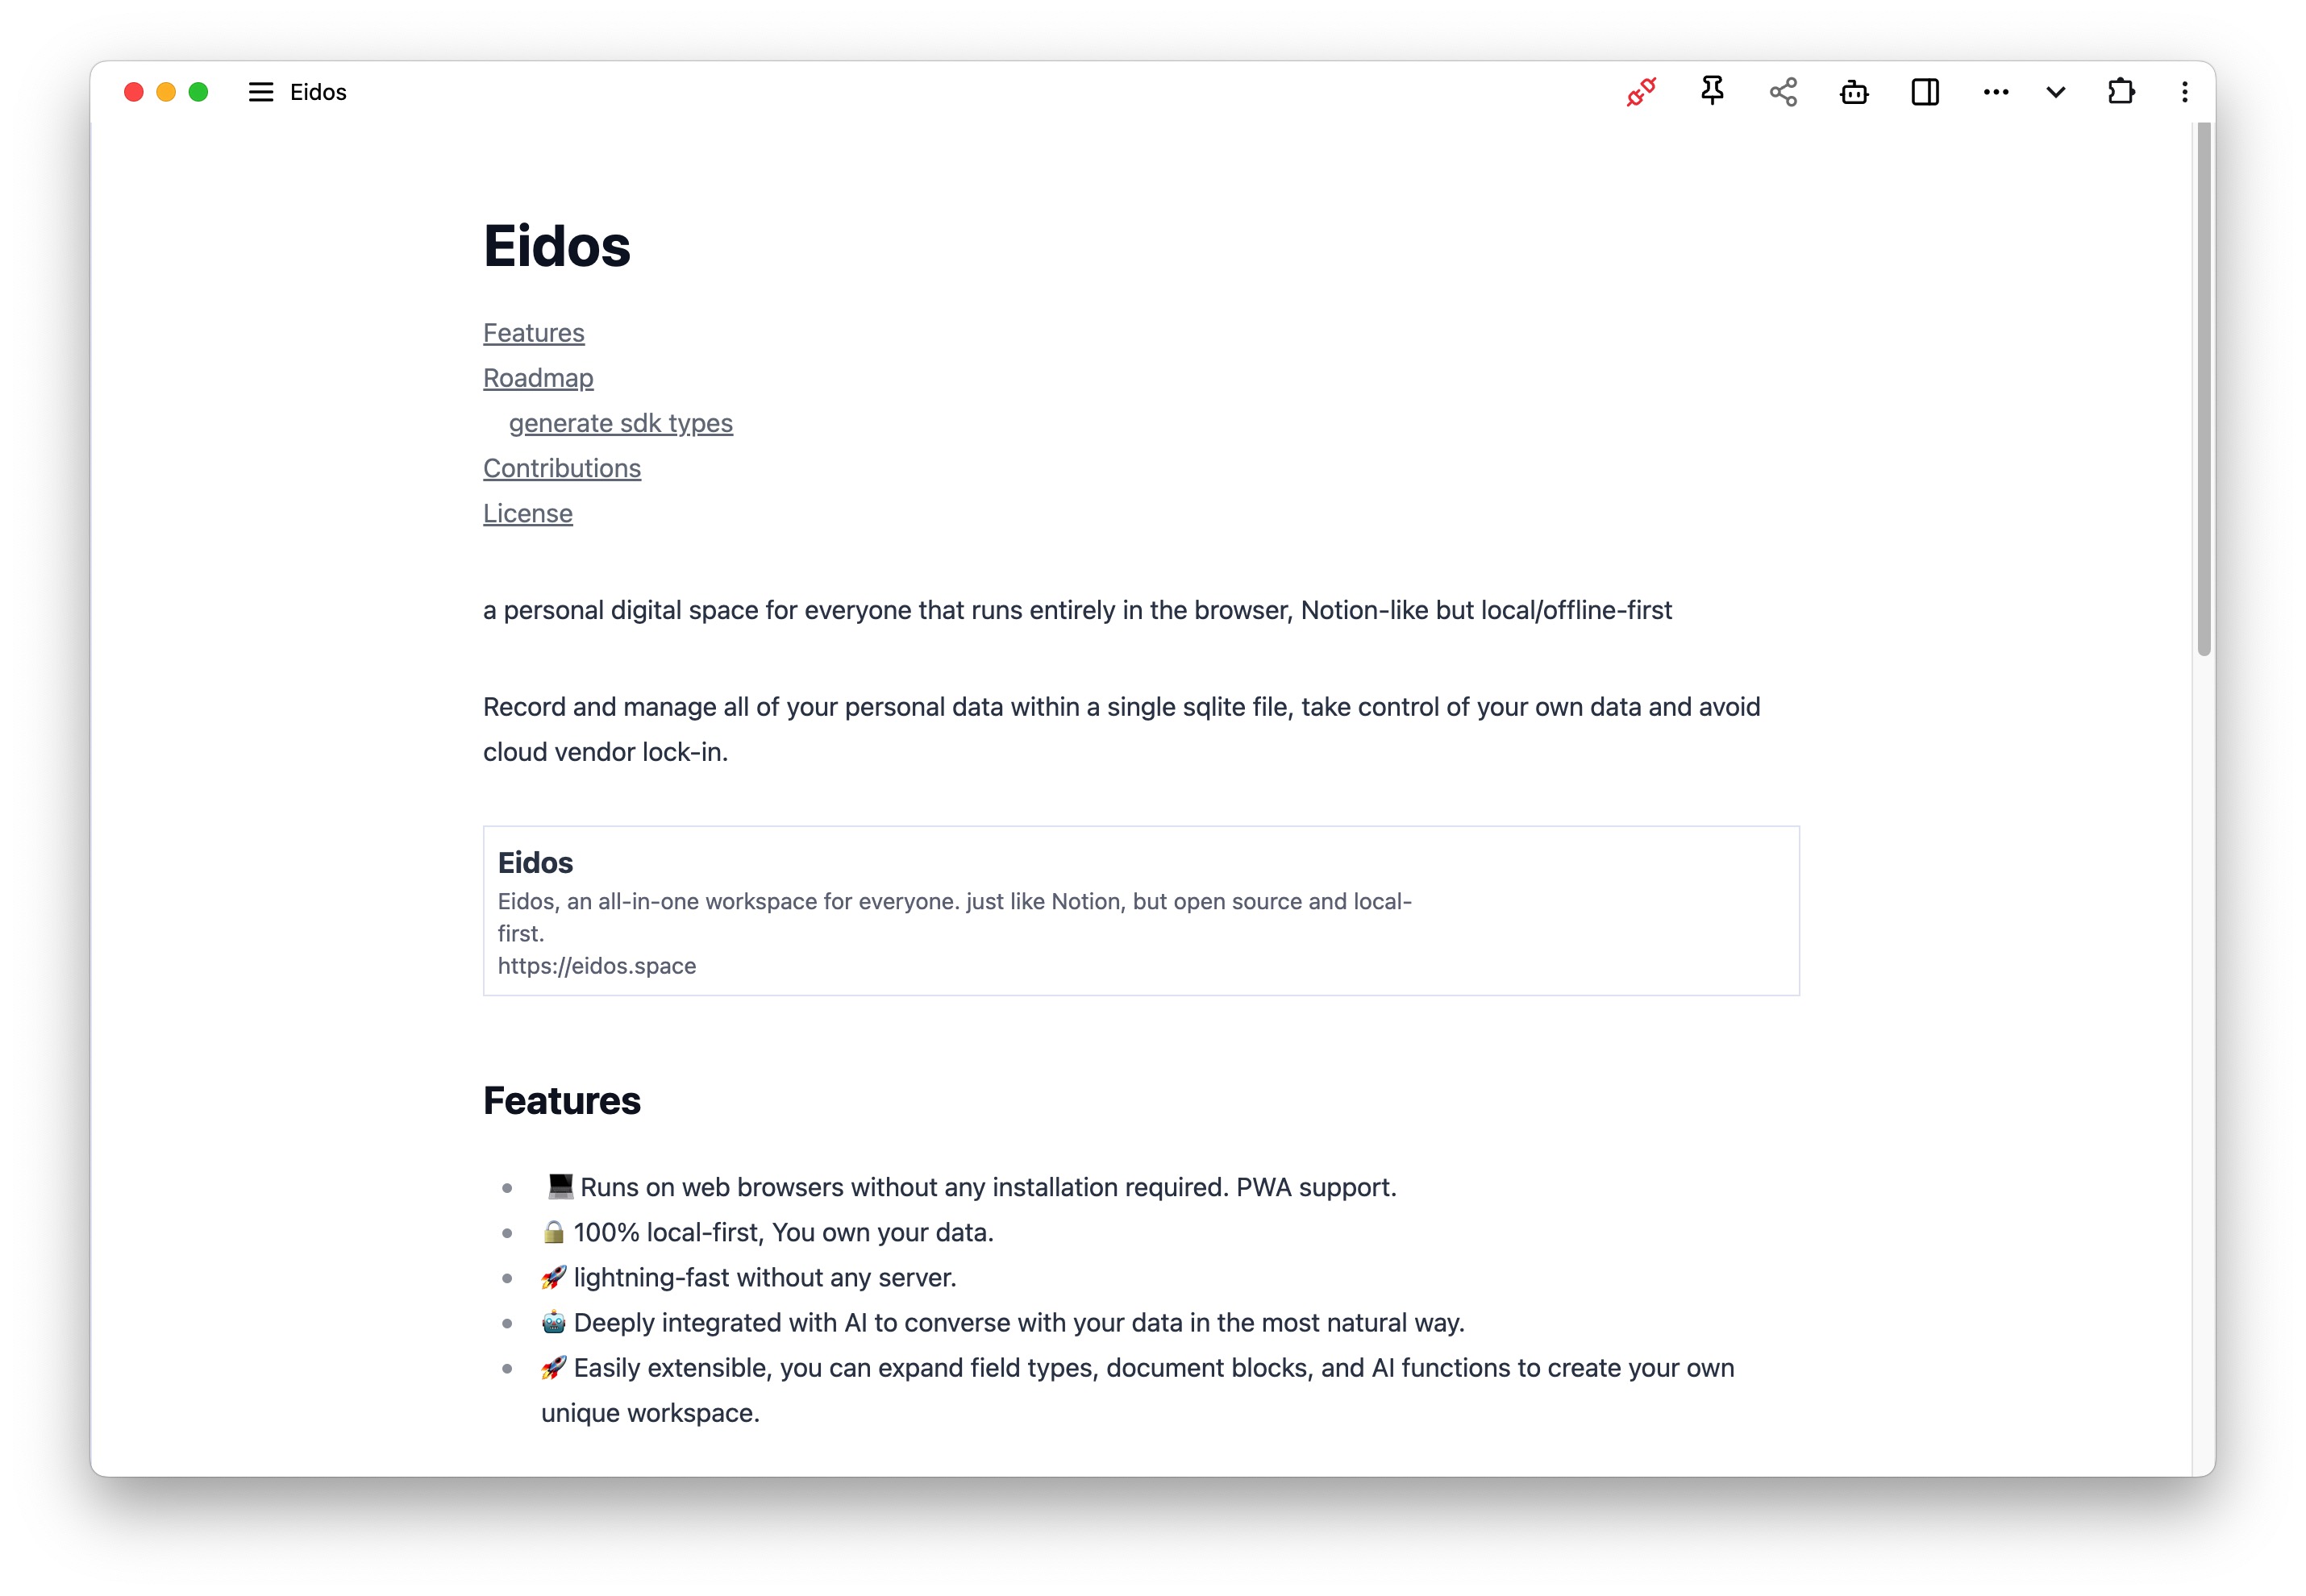 Eidos
Eidos
Features
Roadmap
generate sdk types
Contributions
License
a personal digital space for everyone that runs entirely in the browser, Notion-like but local/offline-first
Record and manage all of your personal data within a single sqlite file, take control of your own data and avoid
cloud vendor lock-in.
Eidos
Eidos, an all-in-one workspace for everyone. just like Notion, but open source and local-
first.
https://eidos.space
Features
💻 Runs on web browsers without any installation required. PWA support.
🔒 100% local-first, You own your data.
🚀 lightning-fast without any server.
🤖 Deeply integrated with AI to converse with your data in the most natural way.
🚀 Easily extensible, you can expand field types, document blocks, and AI functions to create your own
unique workspace.